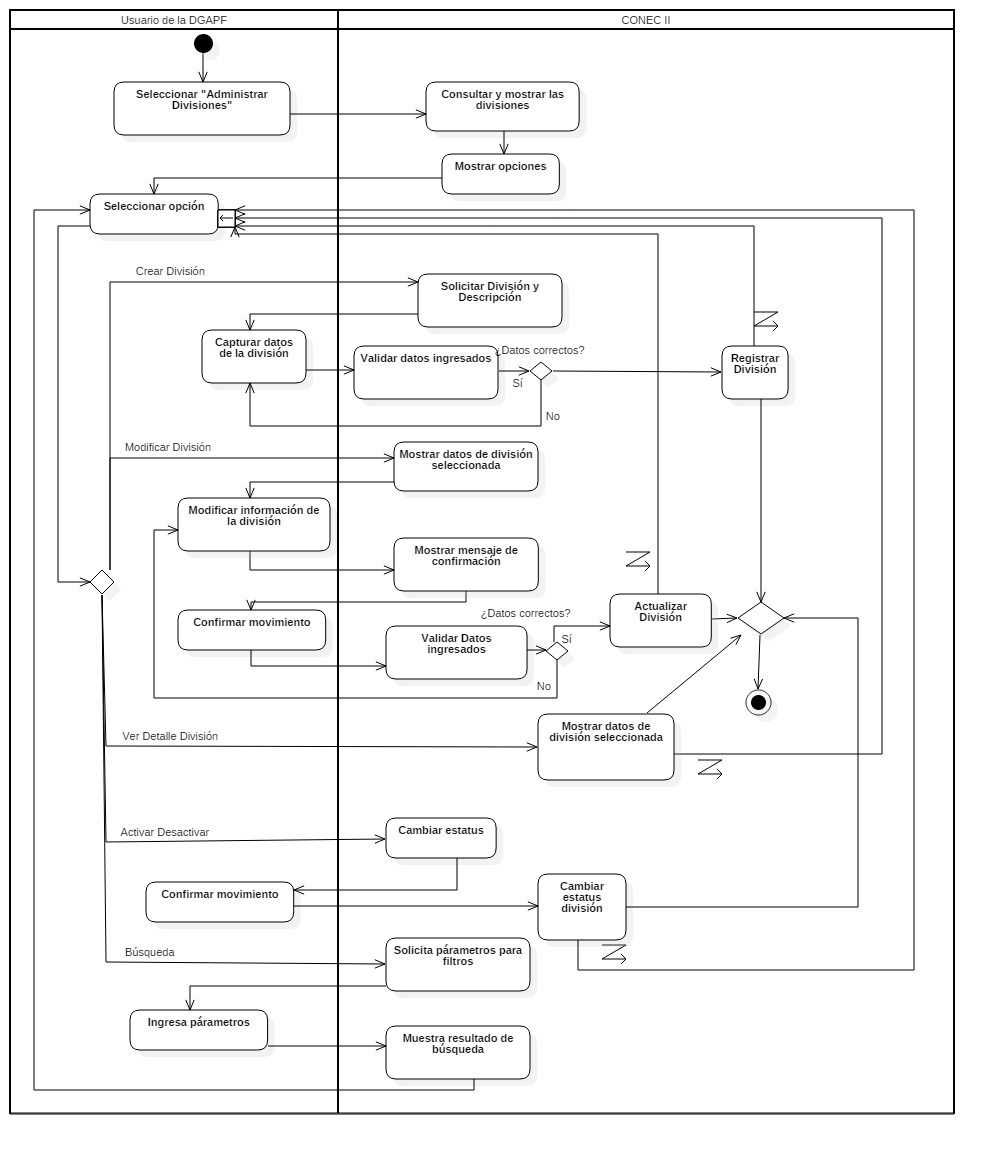 Usuario de la DGAPF
CONEC II
Seleccionar "Administrar
Divisiones"
Consultar y mostrar las
divisiones
Mostrar opciones
Seleccionar opción
Crear División
Solicitar División y
Descripción
Capturar datos
de la división
Validar datos ingresados
¿Datos correctos?
Sí
No
Registrar
División
Modificar División
Mostrar datos de división
seleccionada
Modificar información de
la división
Mostrar mensaje de
confirmación
Confirmar movimiento
¿Datos correctos?
Validar Datos
ingresados
Sí
No
Actualizar
División
Ver Detalle División
Mostrar datos de
división seleccionada
Activar Desactivar
Cambiar estatus
Confirmar movimiento
Cambiar
estatus
división
Búsqueda
Solicita párametros para
filtros
Ingresa párametros
Muestra resultado de
búsqueda